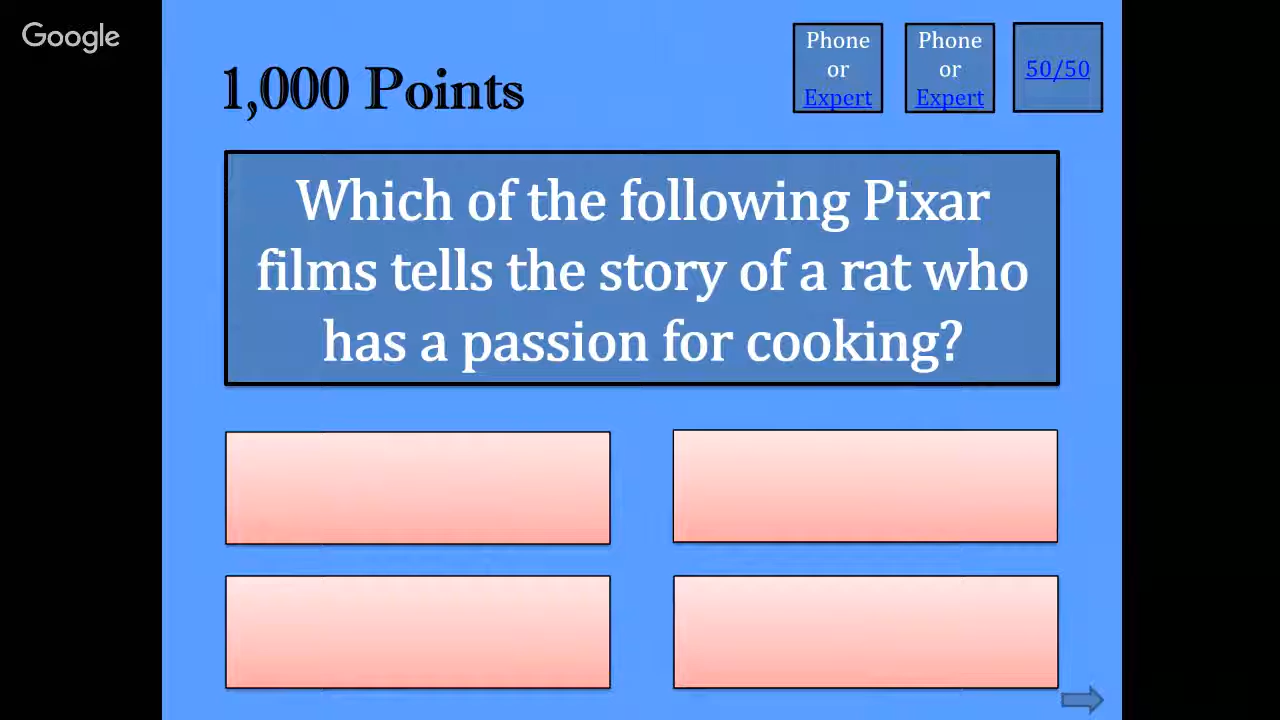 Google
1,000 Points
Phone
or
Expert
Phone
or
Expert
50/50
Which of the following Pixar
films tells the story of a rat who
has a passion for cooking?